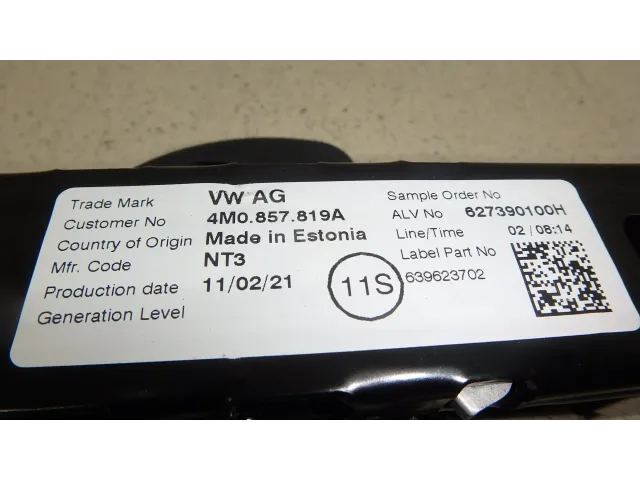 Trade Mark VW AG
Customer No 4M0.857.819A
Country of Origin Made in Estonia
Mfr. Code NT3
Production date 11/02/21
Generation Level
11S
Sample Order No
ALV No 627390100H
Line/Time 02 / 08:14
Label Part No
639623702